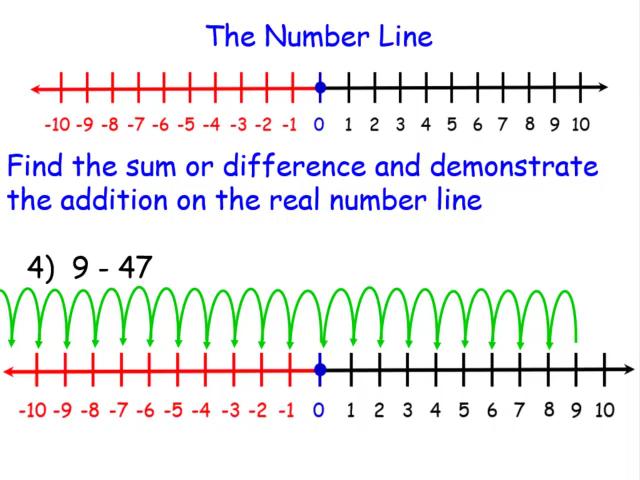 The Number Line
-10 -9 -8 -7 -6 -5 -4 -3 -2 -1 0 1 2 3 4 5 6 7 8 9 10
Find the sum or difference and demonstrate
the addition on the real number line
4) 9 - 47
-10 -9 -8 -7 -6 -5 -4 -3 -2 -1 0 1 2 3 4 5 6 7 8 9 10